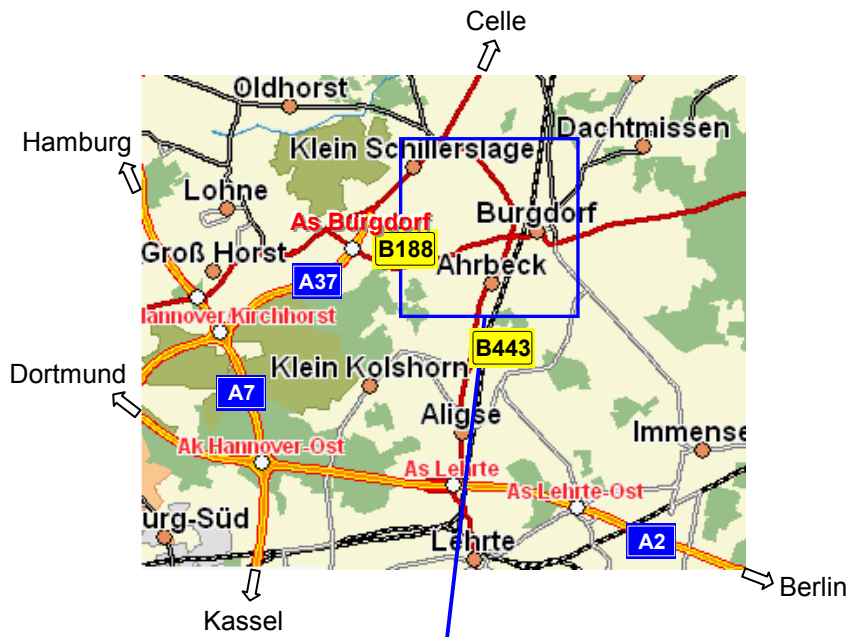 Celle
Oldhorst
Dachtmissen
Hamburg
Klein Schillerslage
Lohne
As Burgdorf
Burgdorf
B188
Groß Horst
Ahrbeck
A37
Hannover/Kirchhorst
B443
Dortmund
Klein Kolshorn
A7
Aligse
Immense
Ak Hannover-Ost
As Lehrte
As Lehrte-Ost
urg-Süd
Lehrte
A2
Berlin
Kassel